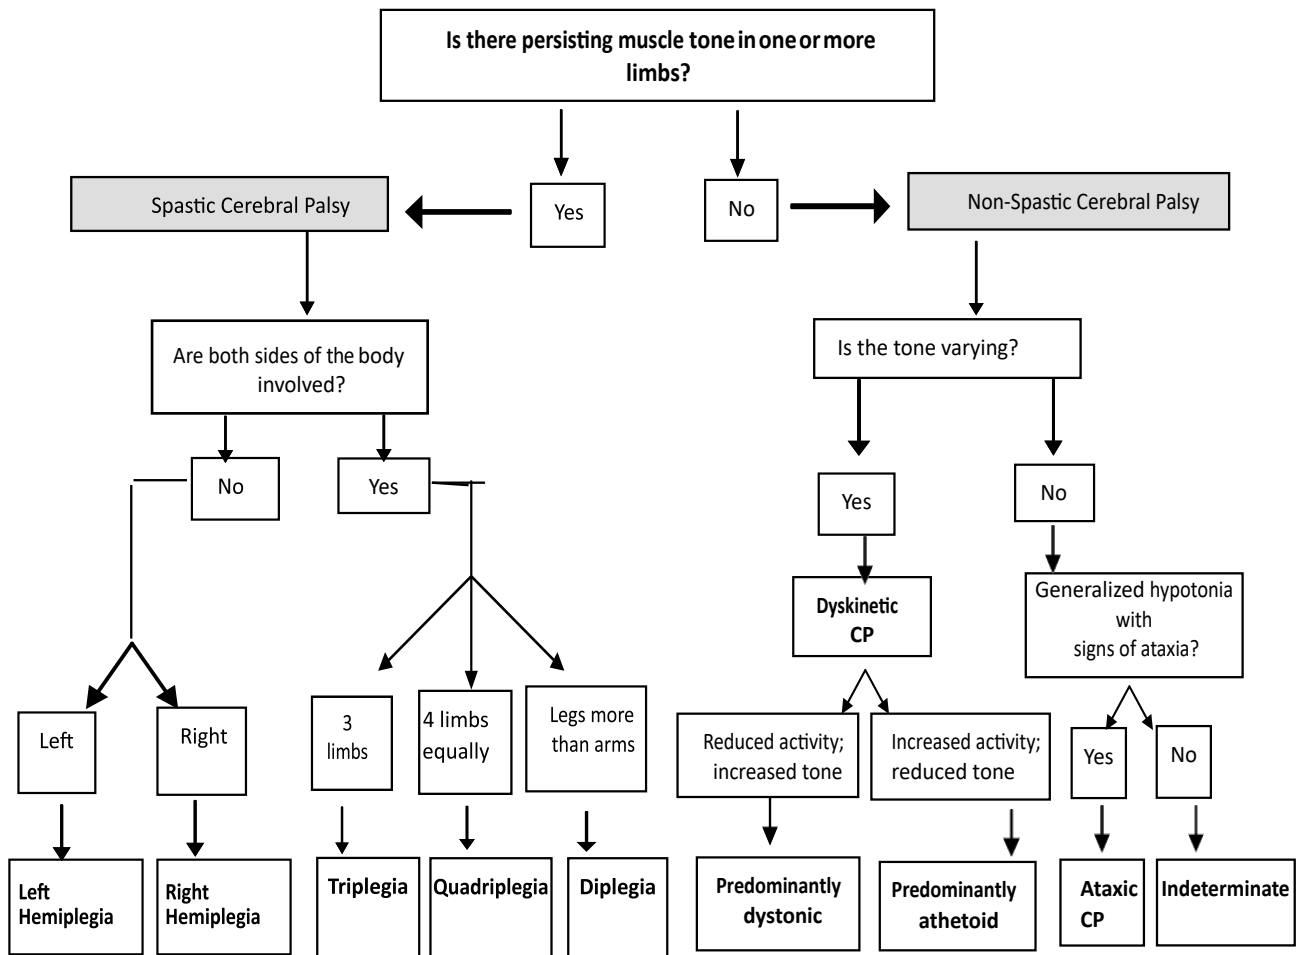 Is there persisting muscle tone in one or more
limbs?
Spastic Cerebral Palsy
Yes
No
Non-Spastic Cerebral Palsy
Are both sides of the body
involved?
Is the tone varying?
No
Yes
Yes
No
Dyskinetic
CP
Generalized hypotonia
with
signs of ataxia?
Left
Right
3
limbs
4 limbs
equally
Legs more
than arms
Reduced activity;
increased tone
Increased activity;
reduced tone
Yes
No
Left
Hemiplegia
Right
Hemiplegia
Triplegia
Quadriplegia
Diplegia
Predominantly
dystonic
Predominantly
athetoid
Ataxic
CP
Indeterminate